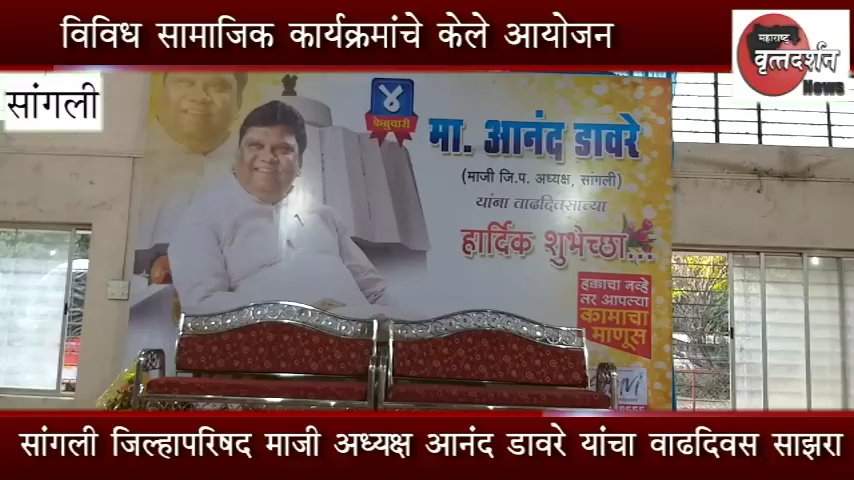 विविध सामाजिक कार्यक्रमांचे केले आयोजन
महाराष्ट्र
वृत्तदर्शन
News
सांगली
४
फेब्रुवारी
मा. आनंद डावरे
(माजी जि.प. अध्यक्ष, सांगली)
यांना वाढदिवसाच्या
हार्दिक शुभेच्छा...
हक्काचा नव्हे
तर आपल्या
कामाचा
माणूस
सांगली जिल्हापरिषद माजी अध्यक्ष आनंद डावरे यांचा वाढदिवस साझरा